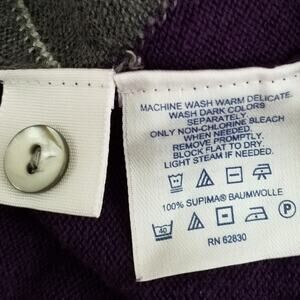 MACHINE WASH WARM DELICATE.
WASH DARK COLORS
SEPARATELY.
ONLY NON-CHLORINE BLEACH
WHEN NEEDED.
REMOVE PROMPTLY.
BLOCK FLAT TO DRY.
LIGHT STEAM IF NEEDED.
100% SUPIMA® BAUMWOLLE
40
RN 62830